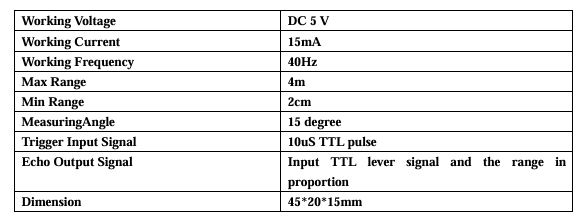 Working Voltage DC 5 V
Working Current 15mA
Working Frequency 40Hz
Max Range 4m
Min Range 2cm
MeasuringAngle 15 degree
Trigger Input Signal 10uS TTL pulse
Echo Output Signal Input TTL lever signal and the range in
proportion
Dimension 45*20*15mm